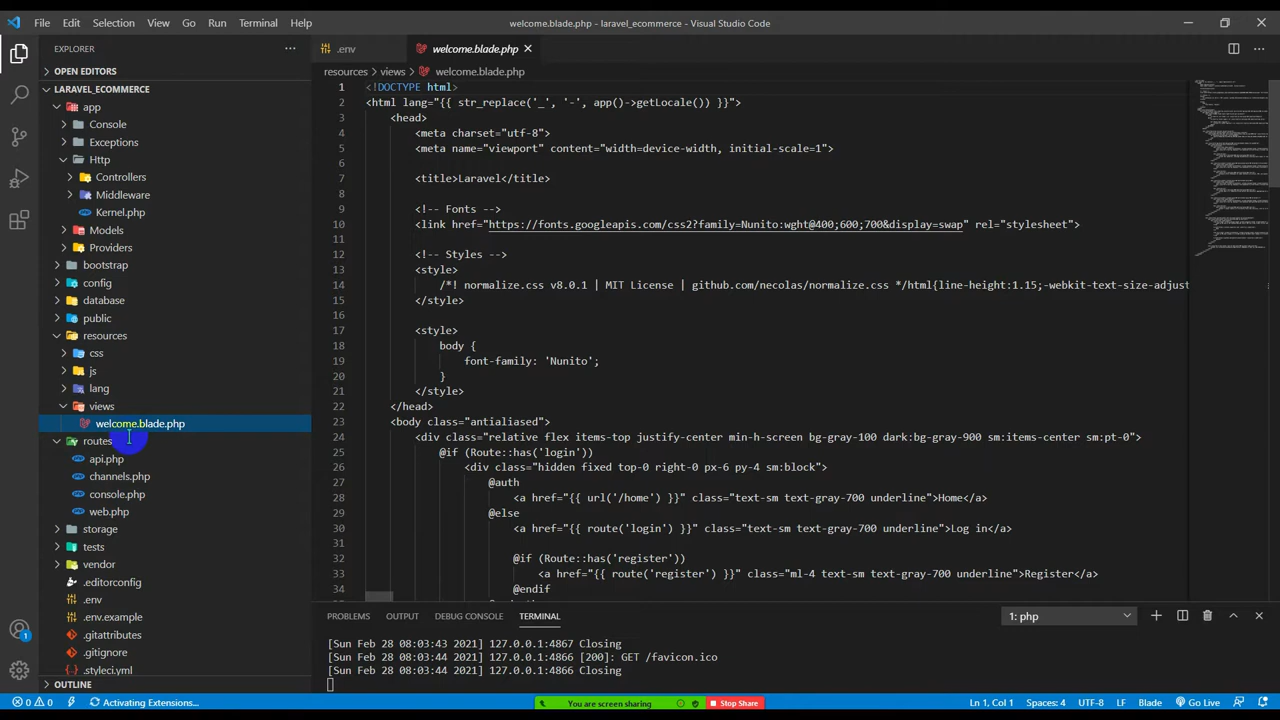 File Edit Selection View Go Run Terminal Help welcome.blade.php - laravel_ecommerce - Visual Studio Code
EXPLORER
OPEN EDITORS
LARAVEL_ECOMMERCE
app
Console
Exceptions
Http
Controllers
Middleware
Kernel.php
Models
Providers
bootstrap
config
database
public
resources
css
js
lang
views
welcome.blade.php
routes
api.php
channels.php
console.php
web.php
storage
tests
vendor
.editorconfig
.env
.env.example
.gitattributes
.gitignore
.styleci.yml
OUTLINE
.env welcome.blade.php
resources > views > welcome.blade.php
1 <!DOCTYPE html>
2 <html lang="{{ str_replace('_', '-', app()->getLocale()) }}">
3 <head>
4 <meta charset="utf-8">
5 <meta name="viewport" content="width=device-width, initial-scale=1">
6
7 <title>Laravel</title>
8
9 <!-- Fonts -->
10 <link href="https://fonts.googleapis.com/css2?family=Nunito:wght@400;600;700&display=swap" rel="stylesheet">
11
12 <!-- Styles -->
13 <style>
14 /*! normalize.css v8.0.1 | MIT License | github.com/necolas/normalize.css */html{line-height:1.15;-webkit-text-size-adjust
15 </style>
16
17 <style>
18 body {
19 font-family: 'Nunito';
20 }
21 </style>
22 </head>
23 <body class="antialiased">
24 <div class="relative flex items-top justify-center min-h-screen bg-gray-100 dark:bg-gray-900 sm:items-center sm:pt-0">
25 @if (Route::has('login'))
26 <div class="hidden fixed top-0 right-0 px-6 py-4 sm:block">
27 @auth
28 <a href="{{ url('/home') }}" class="text-sm text-gray-700 underline">Home</a>
29 @else
30 <a href="{{ route('login') }}" class="text-sm text-gray-700 underline">Log in</a>
31
32 @if (Route::has('register'))
33 <a href="{{ route('register') }}" class="ml-4 text-sm text-gray-700 underline">Register</a>
34 @endif
PROBLEMS OUTPUT DEBUG CONSOLE TERMINAL 1: php
[Sun Feb 28 08:03:43 2021] 127.0.0.1:4867 Closing
[Sun Feb 28 08:03:44 2021] 127.0.0.1:4866 [200]: GET /favicon.ico
[Sun Feb 28 08:03:44 2021] 127.0.0.1:4866 Closing
1
0 0 Activating Extensions... You are screen sharing Stop Share Ln 1, Col 1 Spaces: 4 UTF-8 LF Blade Go Live